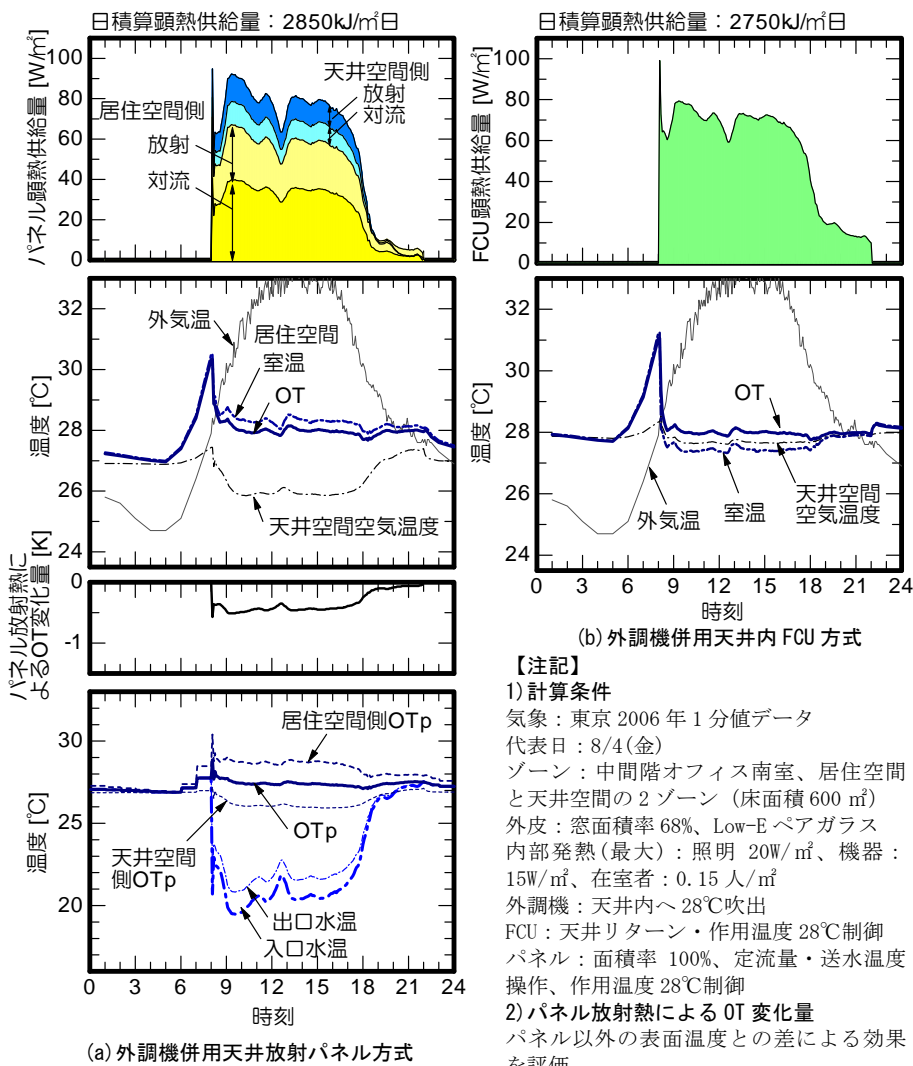 日積算顕熱供給量：2850kJ/㎡日
パネル顕熱供給量 [W/㎡]
100
80
60
40
20
0
居住空間側
放射
対流
天井空間側
放射
対流
温度 [℃]
32
30
28
26
24
外気温
居住空間
室温
OT
天井空間空気温度
パネル放射熱に
よるOT変化量 [K]
0
-1
温度 [℃]
30
25
20
居住空間側OTp
OTp
天井空間
側OTp
出口水温
入口水温
0 3 6 9 12 15 18 21 24
時刻
(a)外調機併用天井放射パネル方式
日積算顕熱供給量：2750kJ/㎡日
FCU顕熱供給量 [W/㎡]
100
80
60
40
20
0
温度 [℃]
32
30
28
26
24
OT
外気温
室温
天井空間
空気温度
0 3 6 9 12 15 18 21 24
時刻
(b)外調機併用天井内 FCU 方式
【注記】
1)計算条件
気象：東京 2006 年 1 分値データ
代表日：8/4(金)
ゾーン：中間階オフィス南室、居住空間
と天井空間の 2 ゾーン（床面積 600 ㎡）
外皮：窓面積率 68%、Low-E ペアガラス
内部発熱(最大)：照明 20W/㎡、機器：
15W/㎡、在室者：0.15 人/㎡
外調機：天井内へ 28℃吹出
FCU：天井リターン・作用温度 28℃制御
パネル：面積率 100%、定流量・送水温度
操作、作用温度 28℃制御
2)パネル放射熱による OT 変化量
パネル以外の表面温度との差による効果
を評価